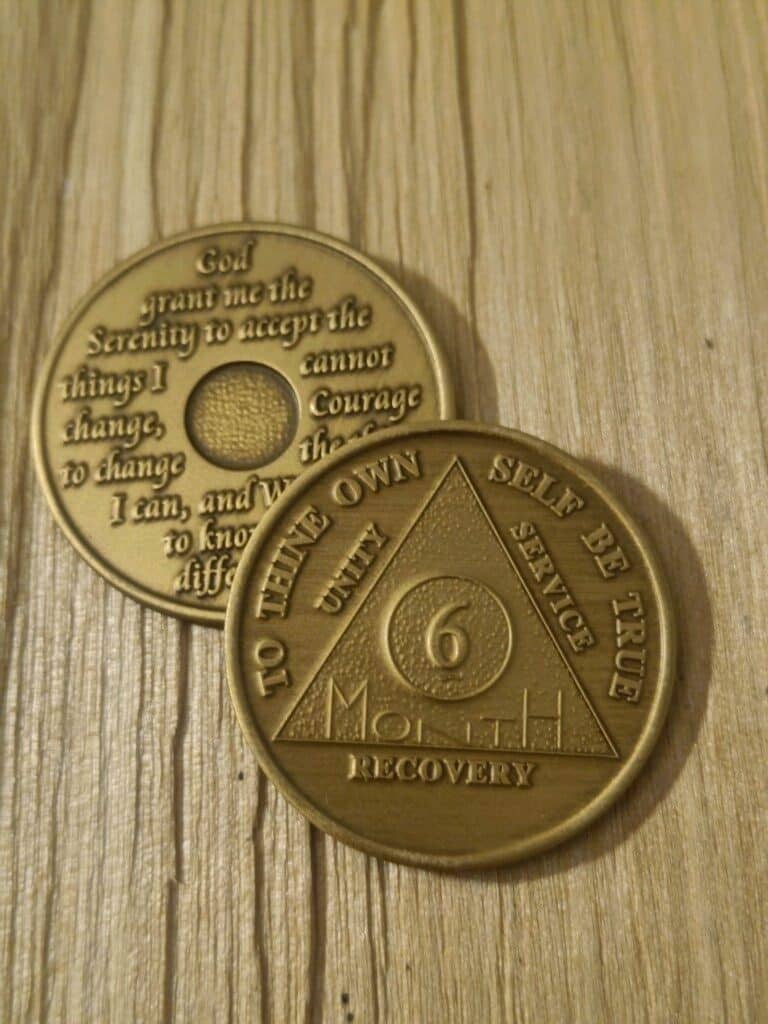 God
grant me the
Serenity to accept the
things I cannot
change, Courage
to change
I can, and
to
TO THINE OWN SELF BE TRUE
UNITY
SERVICE
6
MONTH
RECOVERY